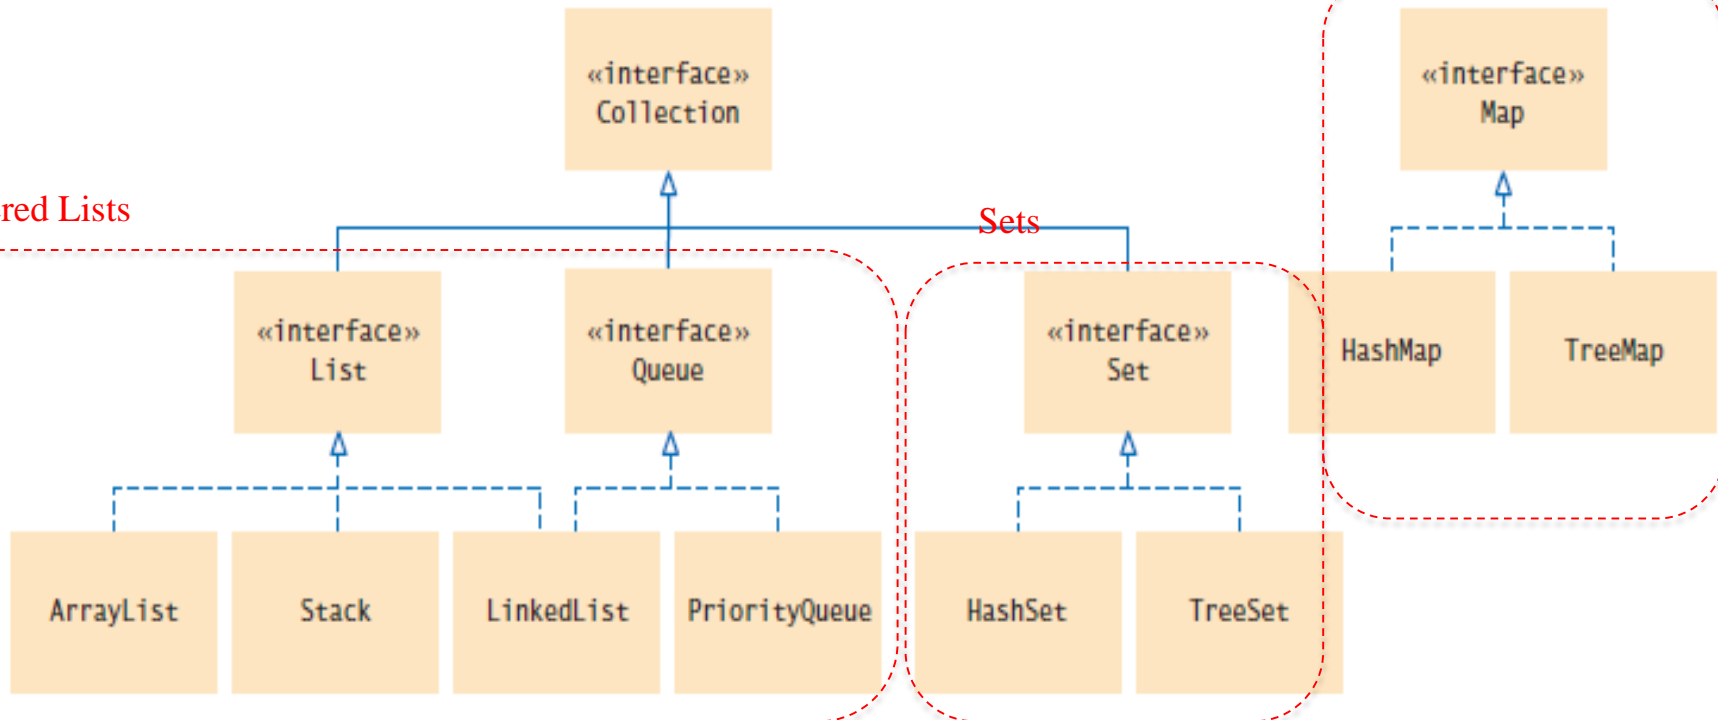 «interface»
Collection
«interface»
Map
red Lists
Sets
«interface»
List
«interface»
Queue
«interface»
Set
HashMap
TreeMap
ArrayList
Stack
LinkedList
PriorityQueue
HashSet
TreeSet